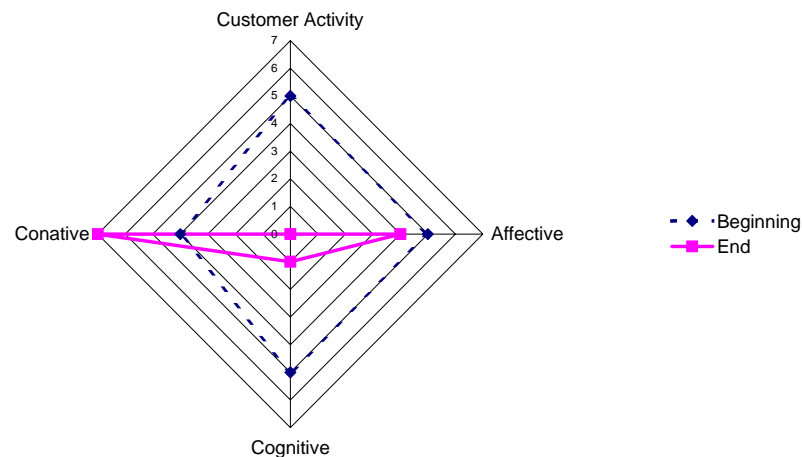 Customer Activity
7
6
5
4
3
2
1
0
Conative
Affective
Cognitive
Beginning
End